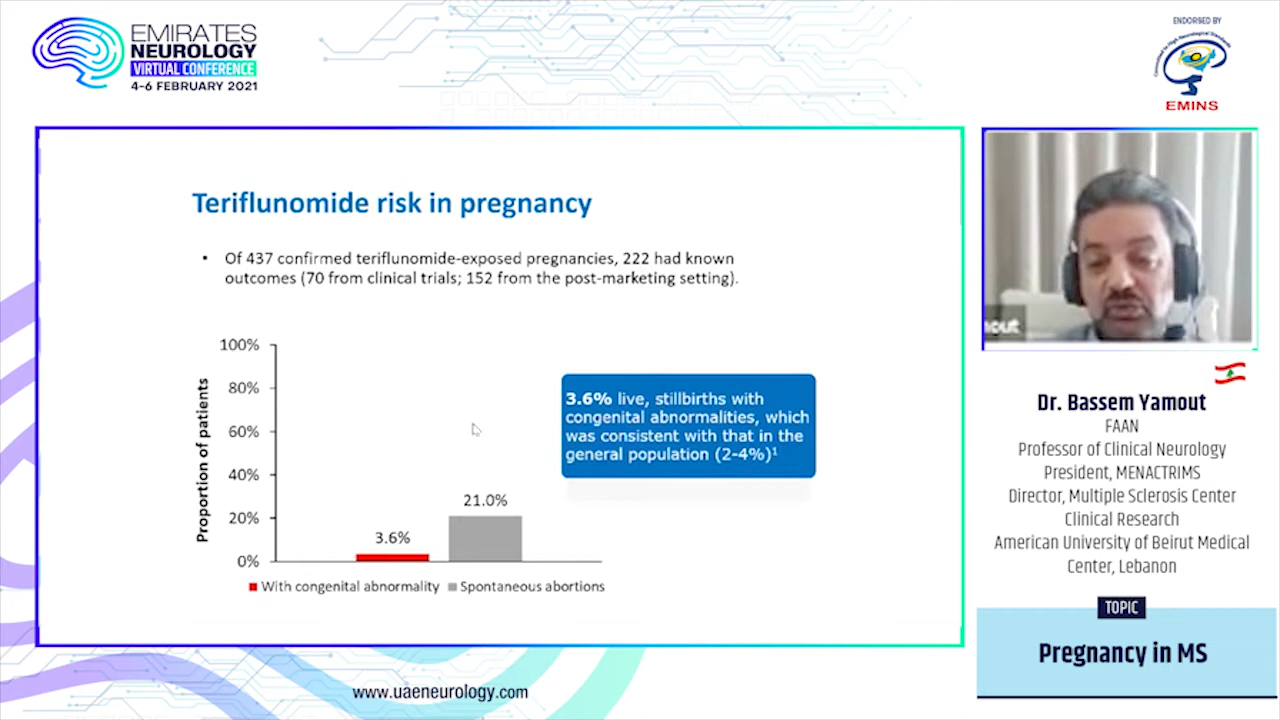 EMIRATES
NEUROLOGY
VIRTUAL CONFERENCE
4-6 FEBRUARY 2021
ENDORSED BY
EMINS
Teriflunomide risk in pregnancy
• Of 437 confirmed teriflunomide-exposed pregnancies, 222 had known
outcomes (70 from clinical trials; 152 from the post-marketing setting).
Proportion of patients
100%
80%
60%
40%
20%
0%
3.6%
21.0%
With congenital abnormality
Spontaneous abortions
3.6% live, stillbirths with
congenital abnormalities, which
was consistent with that in the
general population (2-4%)¹
Dr. Bassem Yamout
FAAN
Professor of Clinical Neurology
President, MENACTRIMS
Director, Multiple Sclerosis Center
Clinical Research
American University of Beirut Medical
Center, Lebanon
TOPIC
Pregnancy in MS
www.uaeneurology.com